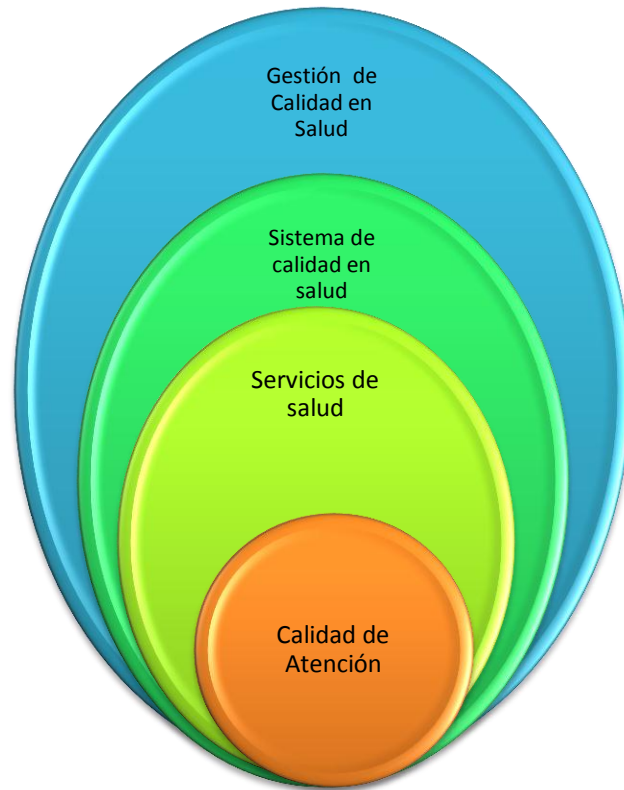 Gestión de
Calidad en
Salud
Sistema de
calidad en
salud
Servicios de
salud
Calidad de
Atención